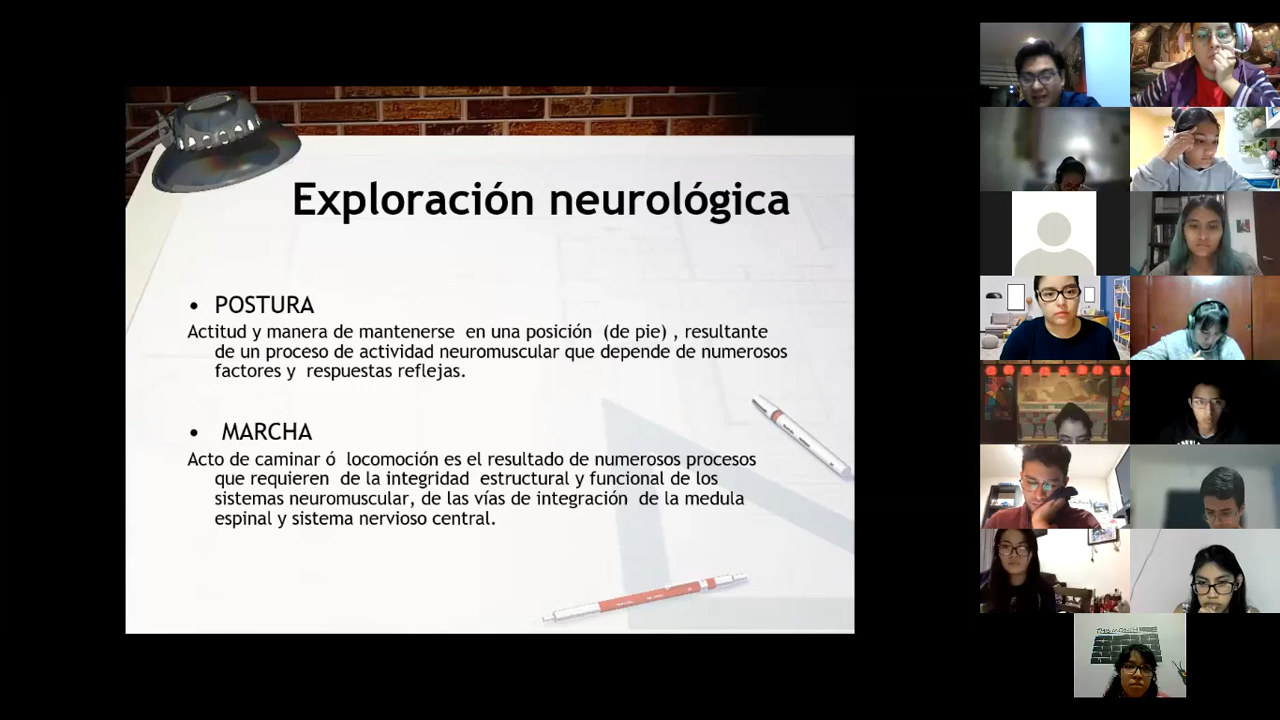 Exploración neurológica
• POSTURA
Actitud y manera de mantenerse en una posición (de pie) , resultante
de un proceso de actividad neuromuscular que depende de numerosos
factores y respuestas reflejas.
• MARCHA
Acto de caminar ó locomoción es el resultado de numerosos procesos
que requieren de la integridad estructural y funcional de los
sistemas neuromuscular, de las vías de integración de la medula
espinal y sistema nervioso central.
THIS MONTH